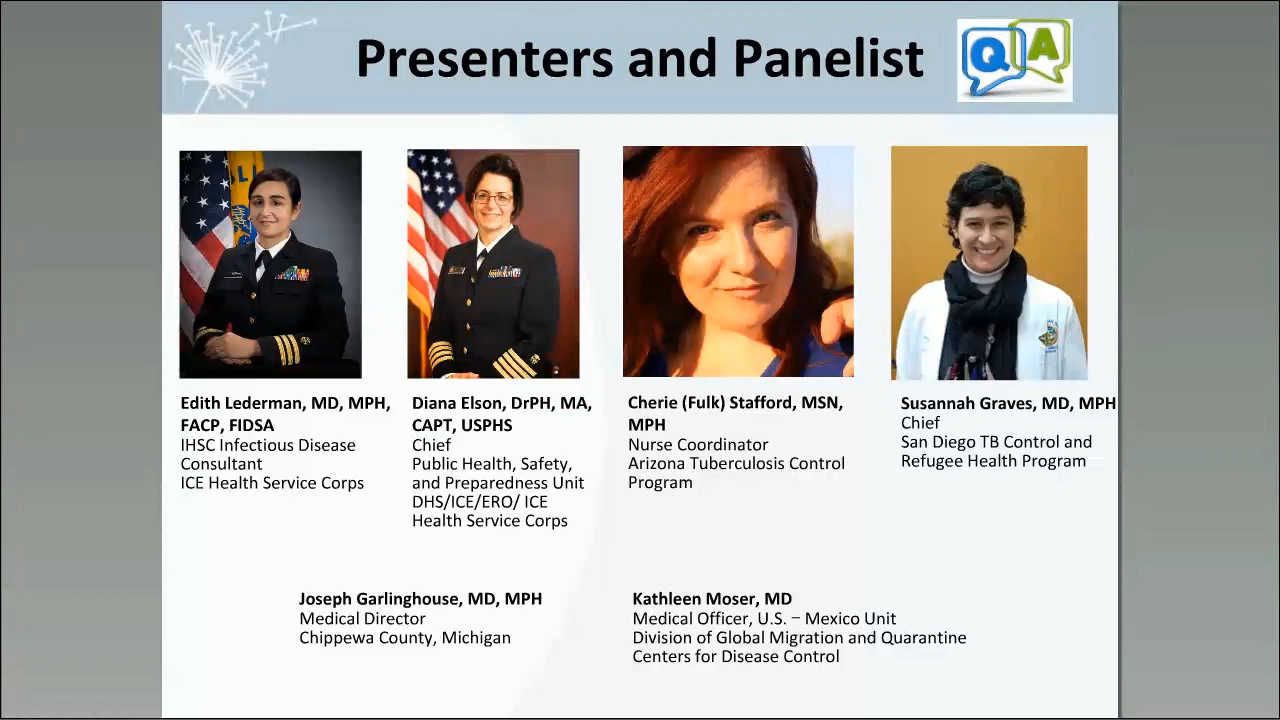 Presenters and Panelist
Q A
Edith Lederman, MD, MPH,
FACP, FIDSA
IHSC Infectious Disease
Consultant
ICE Health Service Corps
Diana Elson, DrPH, MA,
CAPT, USPHS
Chief
Public Health, Safety,
and Preparedness Unit
DHS/ICE/ERO/ ICE
Health Service Corps
Cherie (Fulk) Stafford, MSN,
MPH
Nurse Coordinator
Arizona Tuberculosis Control
Program
Susannah Graves, MD, MPH
Chief
San Diego TB Control and
Refugee Health Program
Joseph Garlinghouse, MD, MPH
Medical Director
Chippewa County, Michigan
Kathleen Moser, MD
Medical Officer, U.S. – Mexico Unit
Division of Global Migration and Quarantine
Centers for Disease Control